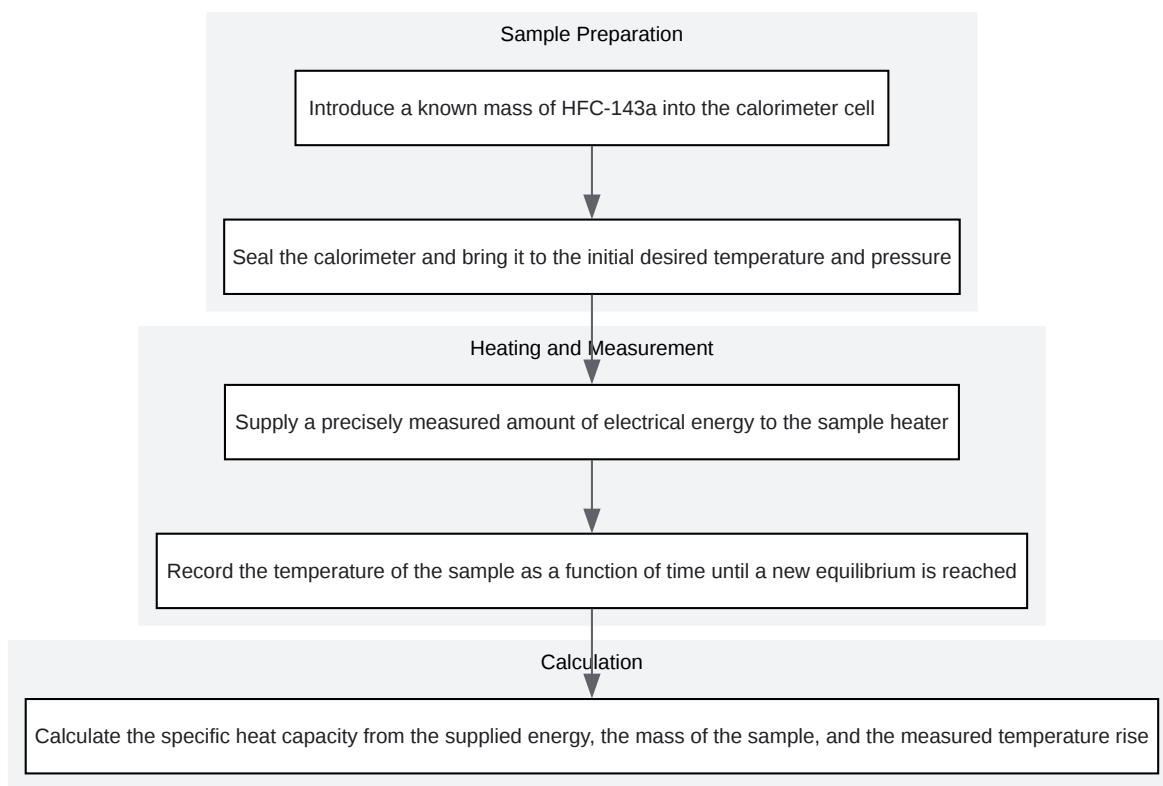 Sample Preparation
Introduce a known mass of HFC-143a into the calorimeter cell
Seal the calorimeter and bring it to the initial desired temperature and pressure
Heating and Measurement
Supply a precisely measured amount of electrical energy to the sample heater
Record the temperature of the sample as a function of time until a new equilibrium is reached
Calculation
Calculate the specific heat capacity from the supplied energy, the mass of the sample, and the measured temperature rise